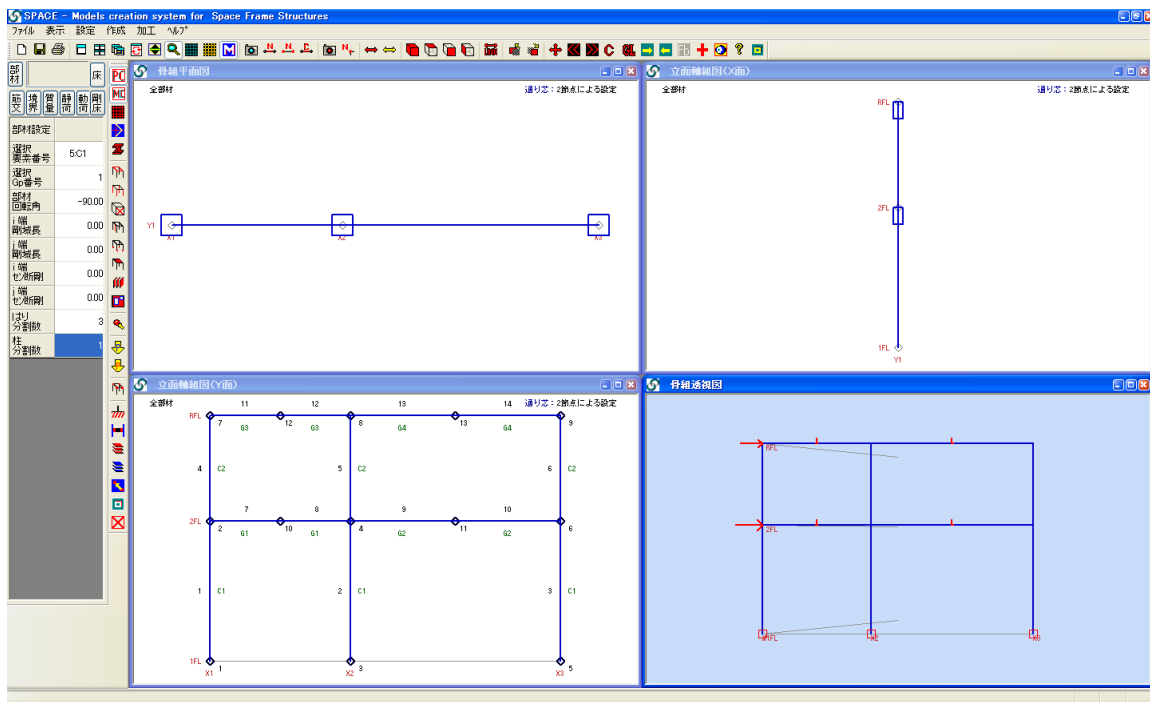 SPACE - Models creation system for Space Frame Structures
ファイル 表示 設定 作成 加工 ヘルプ
部材
床
筋交 境界 質量 静荷 動荷 剛床
部材設定
選択要素番号 5:C1
選択Gp番号 1
部材回転角 -90.00
i端剛域長 0.00
j端剛域長 0.00
i端せん断剛 0.00
j端せん断剛 0.00
はり分割数 3
柱分割数 1
PC
MC
骨組平面図
全部材
通り芯：2節点による設定
Y1
X1 X2 X3
立面軸組図(X面)
全部材
通り芯：2節点による設定
RFL
2FL
1FL
Y1
立面軸組図(Y面)
全部材
通り芯：2節点による設定
11 12 13 14
RFL
7 12 8 13 9
G3 G3 G4 G4
4 C2 5 C2 6 C2
7 8 9 10
2FL
2 10 4 11 6
G1 G1 G2 G2
1 C1 2 C1 3 C1
1FL
1 3 5
X1 X2 X3
骨組透視図
RFL
2FL
1FL
X2 X3